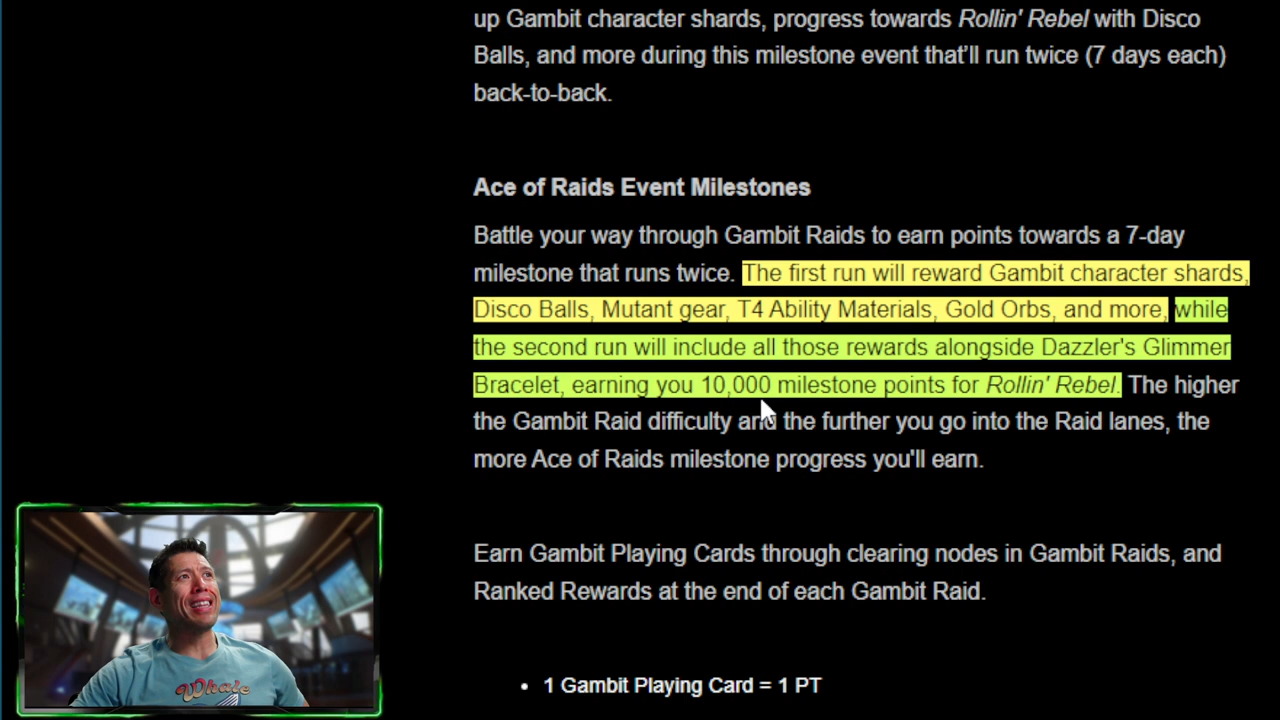 up Gambit character shards, progress towards Rollin' Rebel with Disco
Balls, and more during this milestone event that'll run twice (7 days each)
back-to-back.
Ace of Raids Event Milestones
Battle your way through Gambit Raids to earn points towards a 7-day
milestone that runs twice. The first run will reward Gambit character shards,
Disco Balls, Mutant gear, T4 Ability Materials, Gold Orbs, and more, while
the second run will include all those rewards alongside Dazzler's Glimmer
Bracelet, earning you 10,000 milestone points for Rollin' Rebel. The higher
the Gambit Raid difficulty and the further you go into the Raid lanes, the
more Ace of Raids milestone progress you'll earn.
Earn Gambit Playing Cards through clearing nodes in Gambit Raids, and
Ranked Rewards at the end of each Gambit Raid.
• 1 Gambit Playing Card = 1 PT
Whale